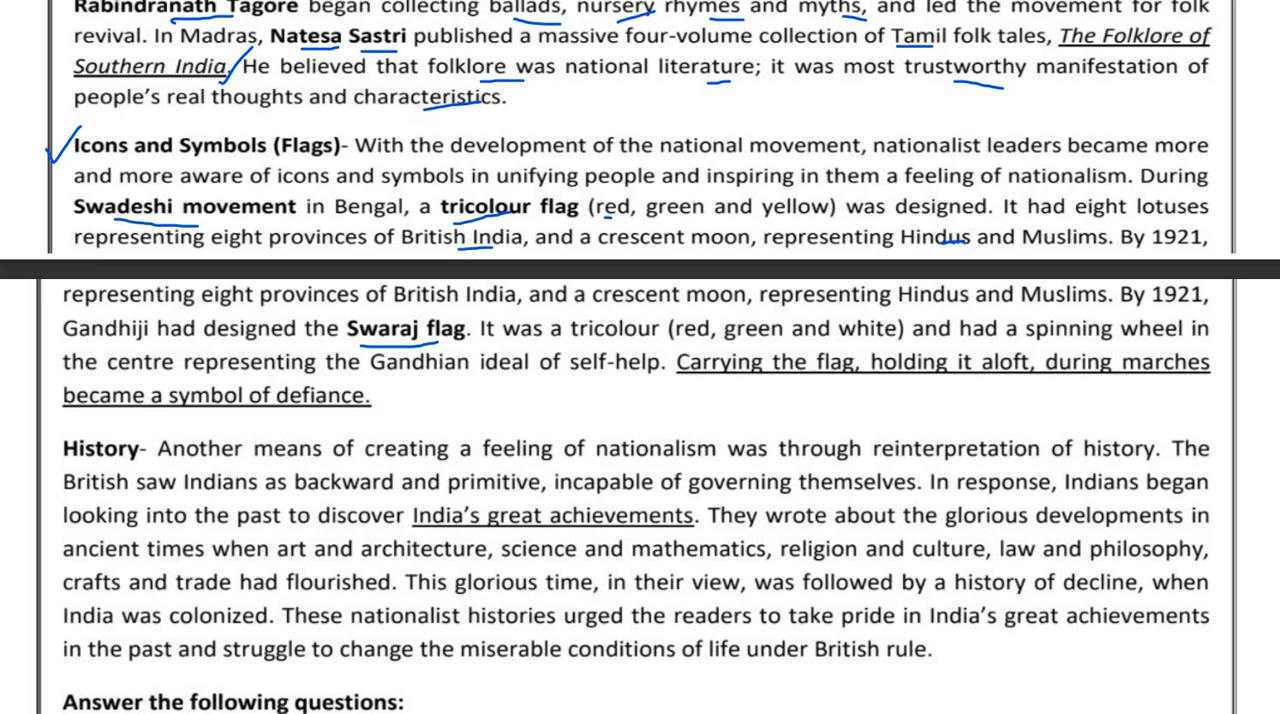 Rabindranath Tagore began collecting ballads, nursery rhymes and myths, and led the movement for folk
revival. In Madras, Natesa Sastri published a massive four-volume collection of Tamil folk tales, The Folklore of
Southern India. He believed that folklore was national literature; it was most trustworthy manifestation of
people's real thoughts and characteristics.
Icons and Symbols (Flags)- With the development of the national movement, nationalist leaders became more
and more aware of icons and symbols in unifying people and inspiring in them a feeling of nationalism. During
Swadeshi movement in Bengal, a tricolour flag (red, green and yellow) was designed. It had eight lotuses
representing eight provinces of British India, and a crescent moon, representing Hindus and Muslims. By 1921,
representing eight provinces of British India, and a crescent moon, representing Hindus and Muslims. By 1921,
Gandhiji had designed the Swaraj flag. It was a tricolour (red, green and white) and had a spinning wheel in
the centre representing the Gandhian ideal of self-help. Carrying the flag, holding it aloft, during marches
became a symbol of defiance.
History- Another means of creating a feeling of nationalism was through reinterpretation of history. The
British saw Indians as backward and primitive, incapable of governing themselves. In response, Indians began
looking into the past to discover India's great achievements. They wrote about the glorious developments in
ancient times when art and architecture, science and mathematics, religion and culture, law and philosophy,
crafts and trade had flourished. This glorious time, in their view, was followed by a history of decline, when
India was colonized. These nationalist histories urged the readers to take pride in India's great achievements
in the past and struggle to change the miserable conditions of life under British rule.
Answer the following questions: